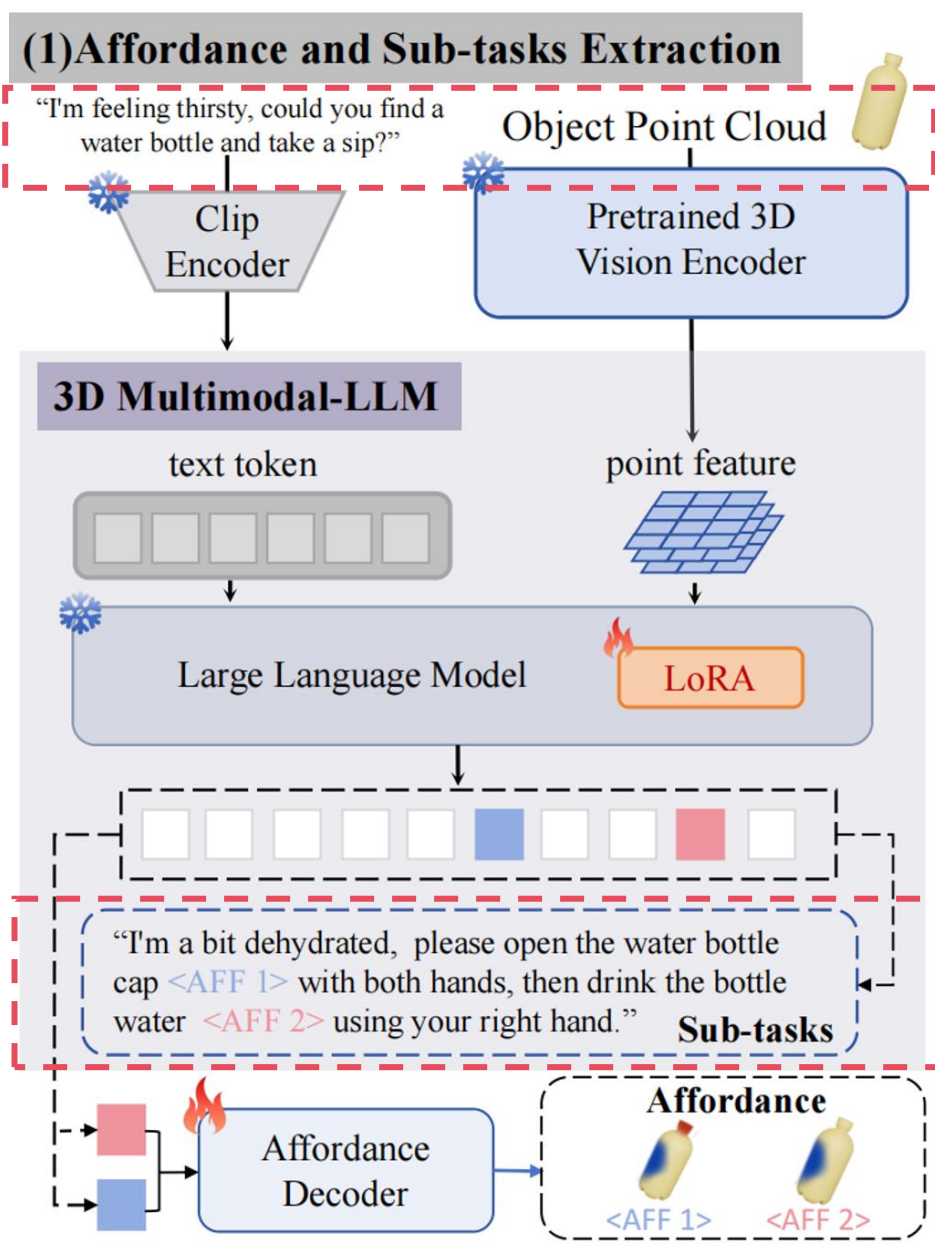 (1)Affordance and Sub-tasks Extraction
“I'm feeling thirsty, could you find a
water bottle and take a sip?”
Object Point Cloud
Clip
Encoder
Pretrained 3D
Vision Encoder
3D Multimodal-LLM
text token
point feature
Large Language Model
LoRA
“I'm a bit dehydrated, please open the water bottle
cap <AFF 1> with both hands, then drink the bottle
water <AFF 2> using your right hand.”
Sub-tasks
Affordance
Decoder
Affordance
<AFF 1>
<AFF 2>